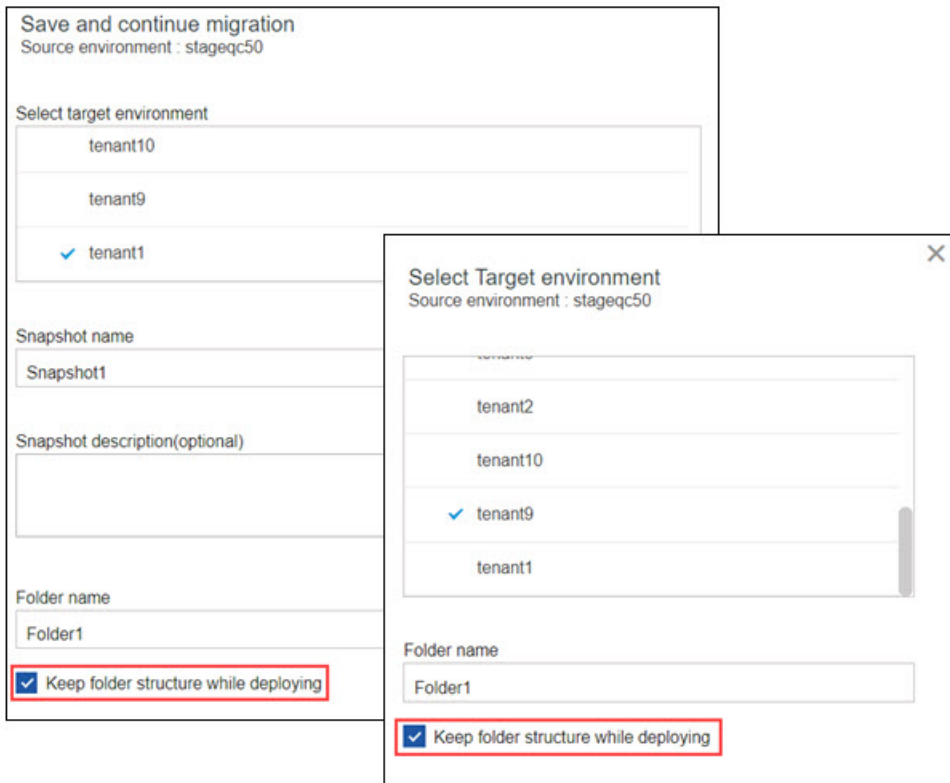 Save and continue migration
Source environment : stageqc50
Select target environment
tenant10
tenant9
tenant1
Snapshot name
Snapshot1
Snapshot description(optional)
Folder name
Folder1
Keep folder structure while deploying
Select Target environment
Source environment : stageqc50
tenant2
tenant10
tenant9
tenant1
Folder name
Folder1
Keep folder structure while deploying